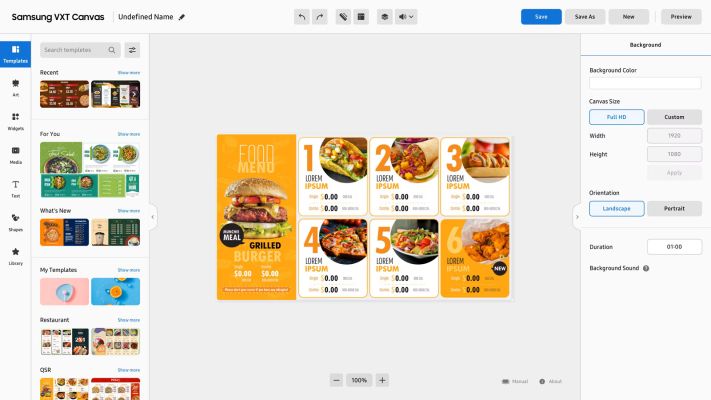 Samsung VXT Canvas
Undefined Name
Save
Save As
New
Preview
Templates
Art
Widgets
Media
Text
Shapes
Library
Search templates
Recent
Show more
For You
Show more
What's New
Show more
My Templates
Show more
Restaurant
Show more
QSR
Show more
FOOD
MENU
MUNCHIE
MEAL
GRILLED
BURGER
$0.00
$0.00
1
LOREM
IPSUM
$0.00
$0.00
2
LOREM
IPSUM
$0.00
$0.00
3
LOREM
IPSUM
$0.00
$0.00
4
LOREM
IPSUM
$0.00
$0.00
5
LOREM
IPSUM
$0.00
$0.00
6
LOREM
IPSUM
NEW
$0.00
$0.00
100%
Manual
About
Background
Background Color
Canvas Size
Full HD
Custom
Width
1920
Height
1080
Apply
Orientation
Landscape
Portrait
Duration
01:00
Background Sound